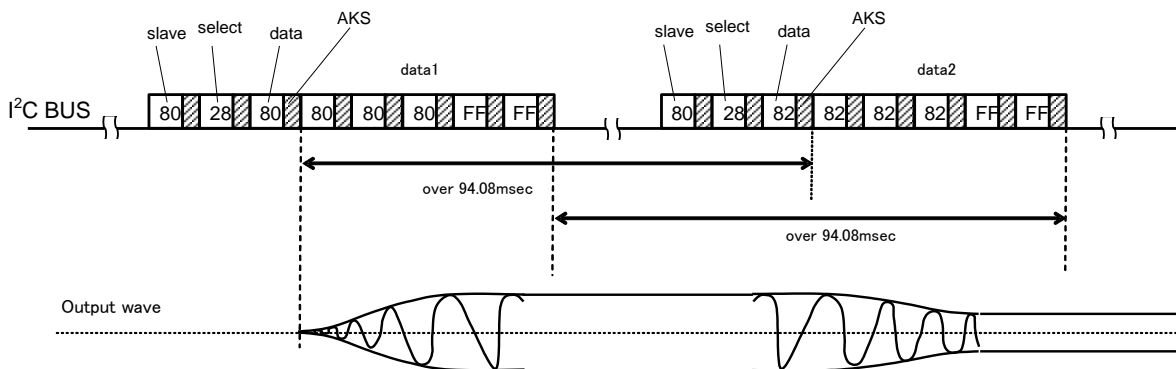 slave select data AKS data1 slave select data AKS data2
I²C BUS 80 28 80 80 80 80 FF FF 80 28 82 82 82 82 FF FF
over 94.08msec
over 94.08msec
Output wave